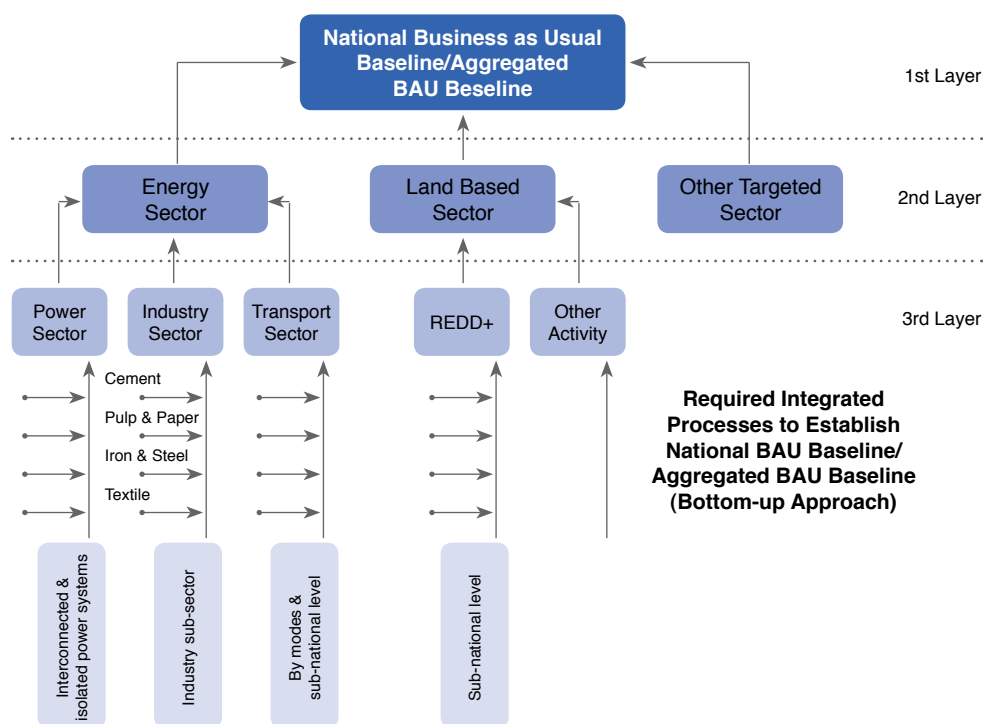 National Business as Usual
Baseline/Aggregated
BAU Beseline
1st Layer
Energy
Sector
Land Based
Sector
Other Targeted
Sector
2nd Layer
Power
Sector
Industry
Sector
Transport
Sector
REDD+
Other
Activity
3rd Layer
Cement
Pulp & Paper
Iron & Steel
Textile
Required Integrated
Processes to Establish
National BAU Baseline/
Aggregated BAU Baseline
(Bottom-up Approach)
Interconnected &
isolated power systems
Industry sub-sector
By modes &
sub-national level
Sub-national level